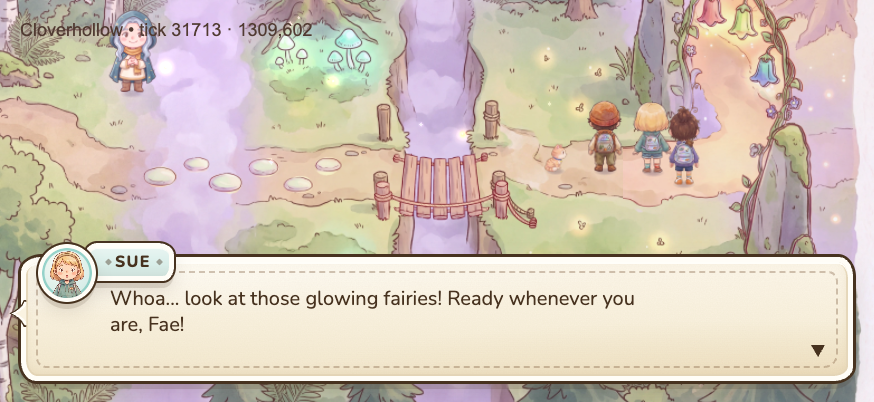 Cloverhollow • tick 31713 · 1309,602
SUE
Whoa... look at those glowing fairies! Ready whenever you
are, Fae!